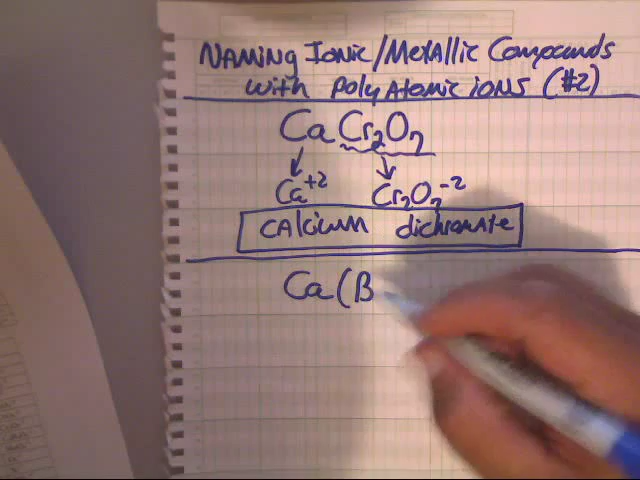 Naming Ionic/Metallic Compounds
with Polyatomic ions (#2)
CaCr₂O₇
Ca⁺² Cr₂O₇⁻²
CAlcium dichromate
Ca(B